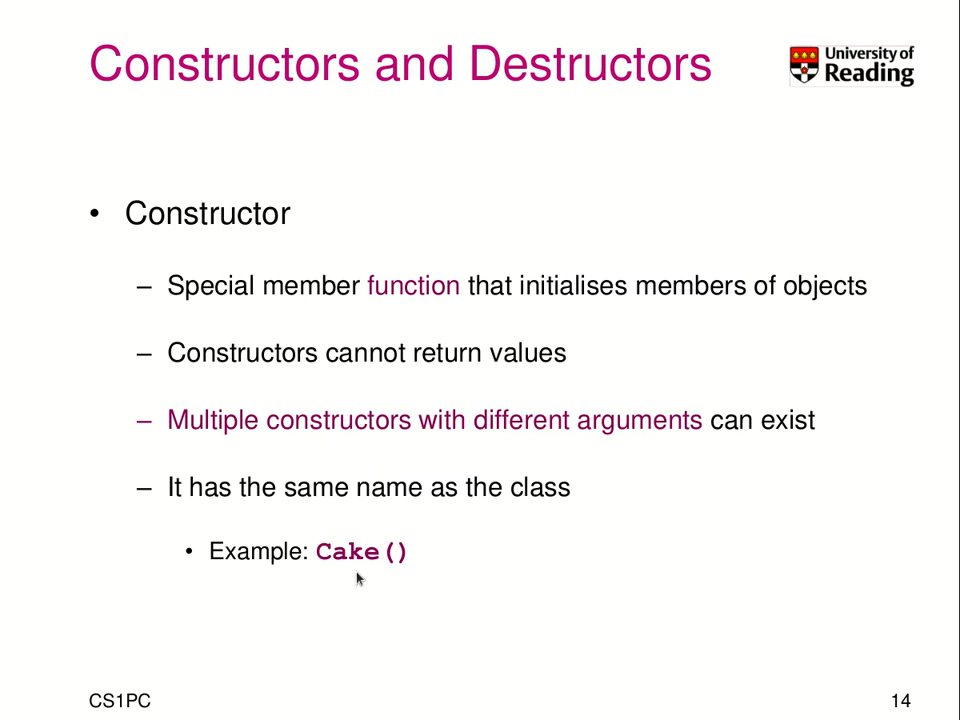 Constructors and Destructors
University of
Reading
• Constructor
– Special member function that initialises members of objects
– Constructors cannot return values
– Multiple constructors with different arguments can exist
– It has the same name as the class
• Example: Cake()
CS1PC
14